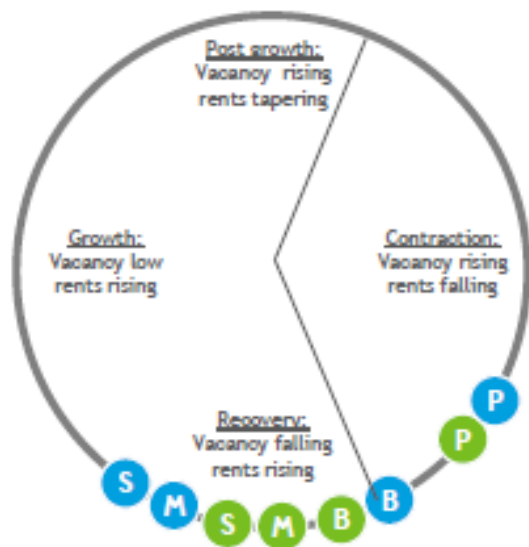 Post growth:
Vacancy rising
rents tapering
Growth:
Vacancy low
rents rising
Contraction:
Vacancy rising
rents falling
Recovery:
Vacancy falling
rents rising
P
P
S
M
S
M
B
B